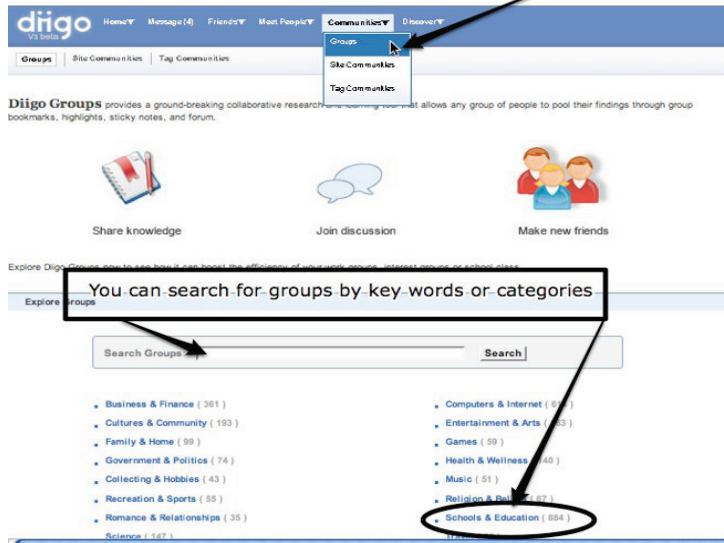 diigo
V3 beta
Home▼ Message (4) Friends▼ Meet People▼ Communities▼ Discover▼
Groups
Site Communities
Tag Communities
Groups Site Communities Tag Communities
Diigo Groups provides a ground-breaking collaborative research and learning tool that allows any group of people to pool their findings through group
bookmarks, highlights, sticky notes, and forum.
Share knowledge Join discussion Make new friends
Explore Diigo Groups now to see how it can boost the efficiency of your work groups, interest groups or school class.
You can search for groups by key words or categories
Explore Groups
Search Groups: Search
Business & Finance ( 361 )
Cultures & Community ( 193 )
Family & Home ( 99 )
Government & Politics ( 74 )
Collecting & Hobbies ( 43 )
Recreation & Sports ( 55 )
Romance & Relationships ( 35 )
Science ( 147 )
Computers & Internet (
Entertainment & Arts (
Games ( 59 )
Health & Wellness
Music ( 51 )
Religion & ( 67 )
Schools & Education ( 884 )